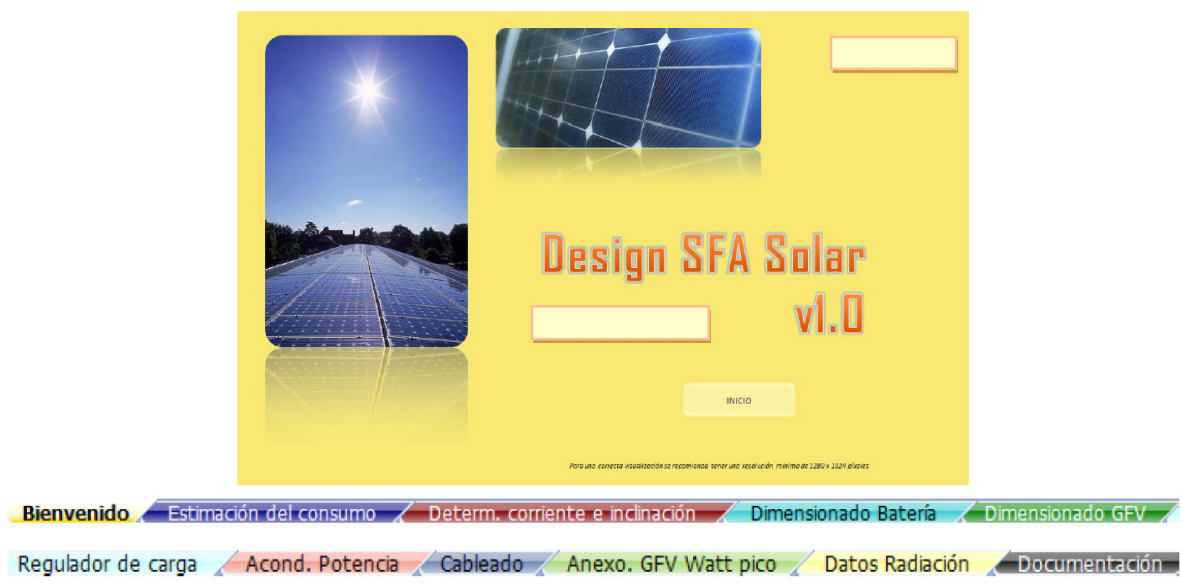 Design SFA Solar
v1.0
INICIO
Para una correcta visualización se recomienda tener una resolución mínima de 1280 x 1024 píxeles
Bienvenido Estimación del consumo Determ. corriente e inclinación Dimensionado Batería Dimensionado GFV
Regulador de carga Acond. Potencia Cableado Anexo. GFV Watt pico Datos Radiación Documentación